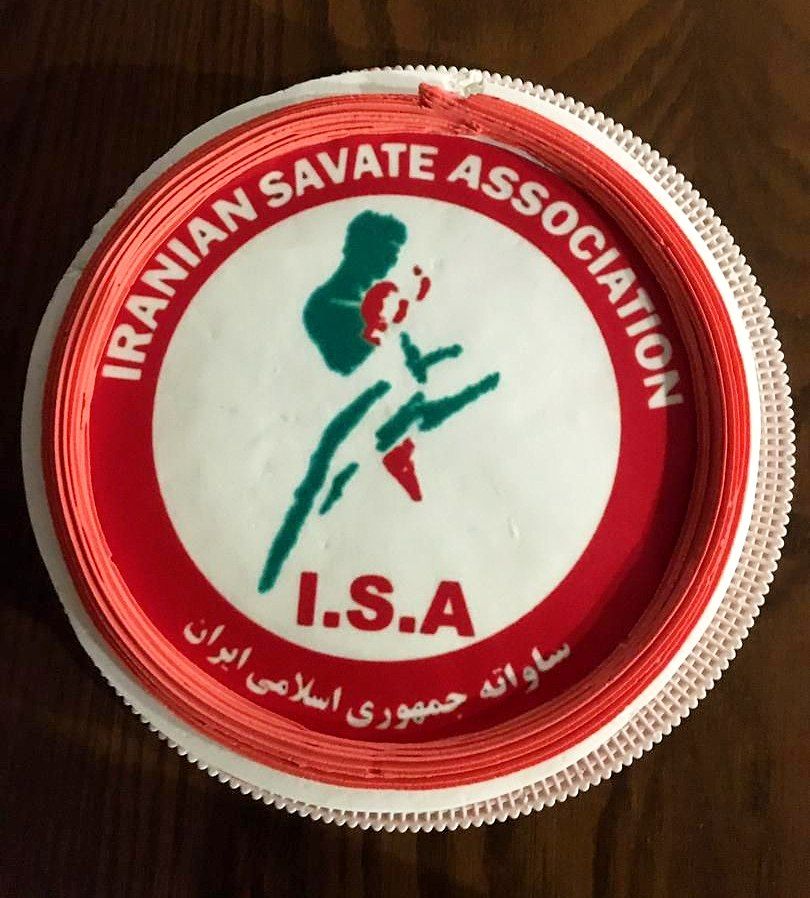 IRANIAN SAVATE ASSOCIATION
I.S.A
ساواته جمهوری اسلامی ایران